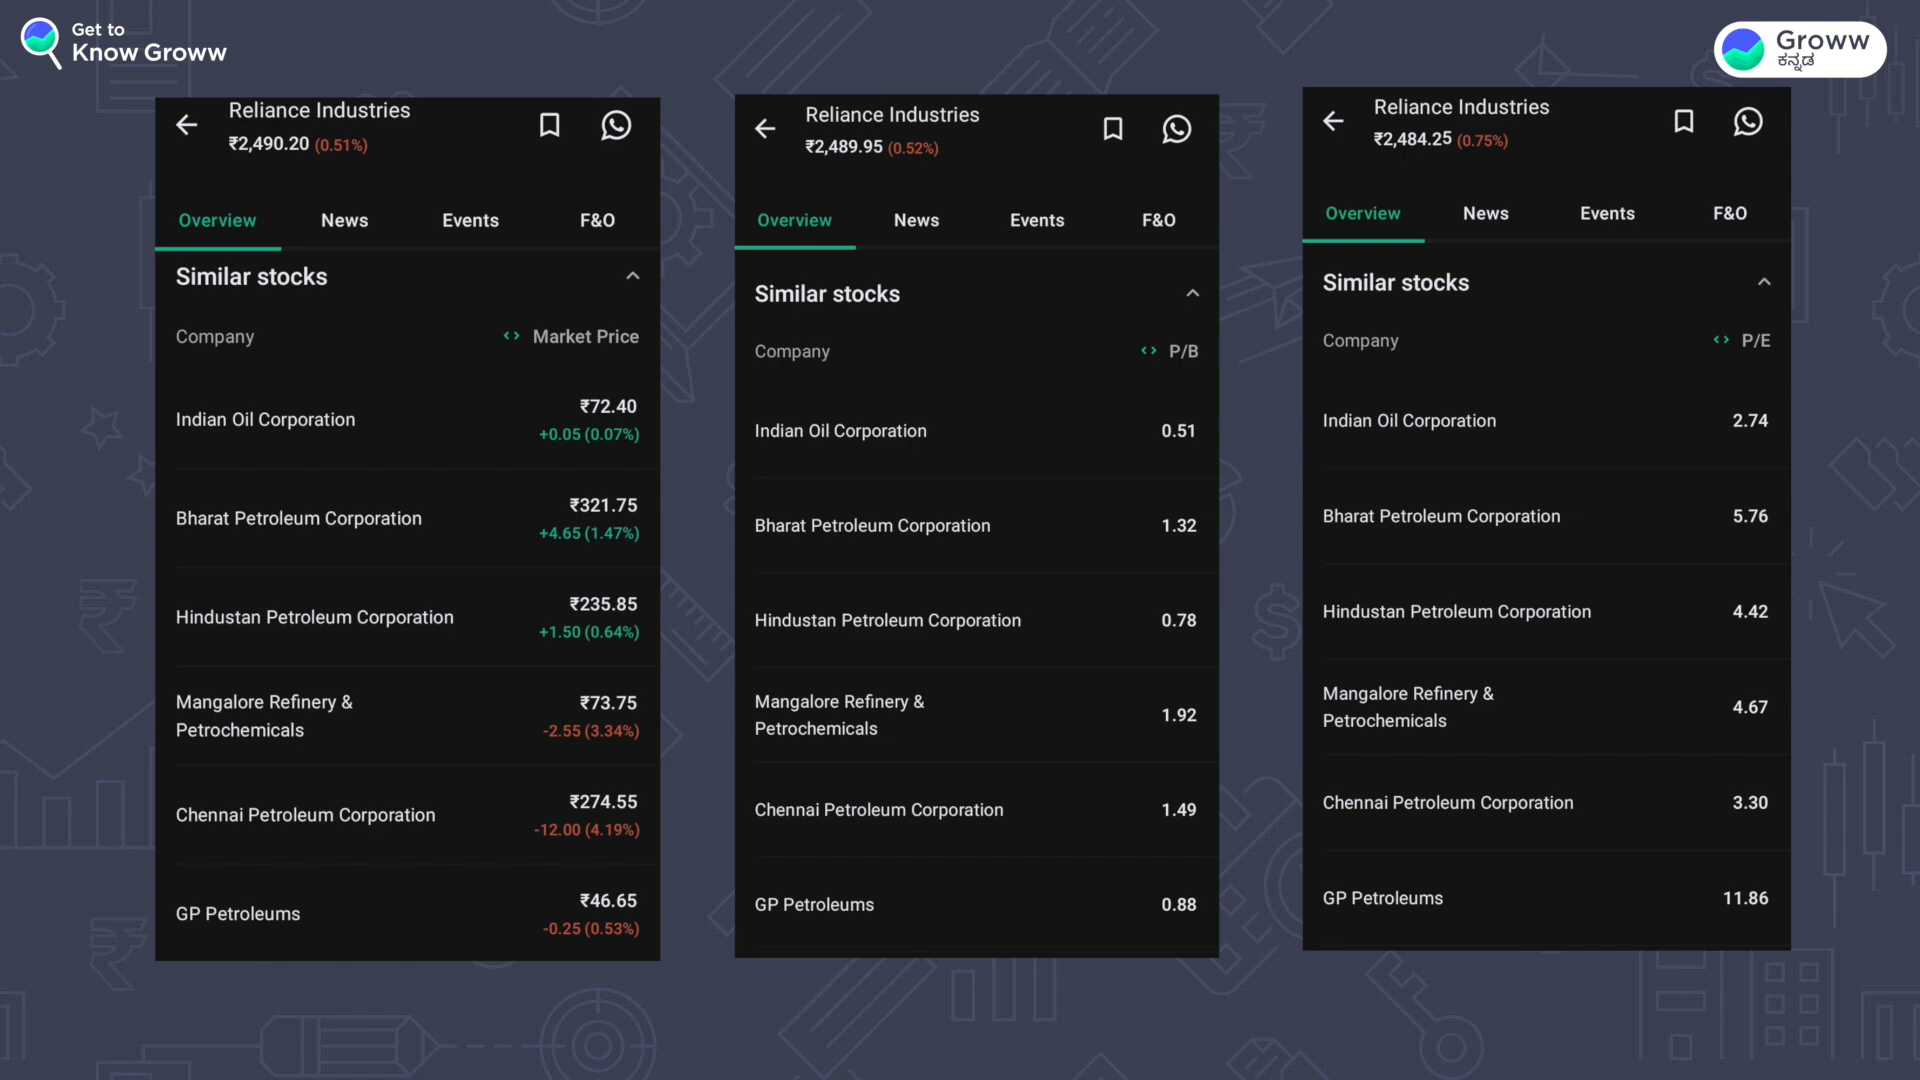 Get to
Know Groww
Groww
ಕನ್ನಡ
Reliance Industries
₹2,490.20 (0.51%)
Overview News Events F&O
Similar stocks
Company <> Market Price
Indian Oil Corporation
₹72.40
+0.05 (0.07%)
Bharat Petroleum Corporation
₹321.75
+4.65 (1.47%)
Hindustan Petroleum Corporation
₹235.85
+1.50 (0.64%)
Mangalore Refinery &
Petrochemicals
₹73.75
-2.55 (3.34%)
Chennai Petroleum Corporation
₹274.55
-12.00 (4.19%)
GP Petroleums
₹46.65
-0.25 (0.53%)
Reliance Industries
₹2,489.95 (0.52%)
Overview News Events F&O
Similar stocks
Company <> P/B
Indian Oil Corporation 0.51
Bharat Petroleum Corporation 1.32
Hindustan Petroleum Corporation 0.78
Mangalore Refinery &
Petrochemicals
1.92
Chennai Petroleum Corporation 1.49
GP Petroleums 0.88
Reliance Industries
₹2,484.25 (0.75%)
Overview News Events F&O
Similar stocks
Company <> P/E
Indian Oil Corporation 2.74
Bharat Petroleum Corporation 5.76
Hindustan Petroleum Corporation 4.42
Mangalore Refinery &
Petrochemicals
4.67
Chennai Petroleum Corporation 3.30
GP Petroleums 11.86